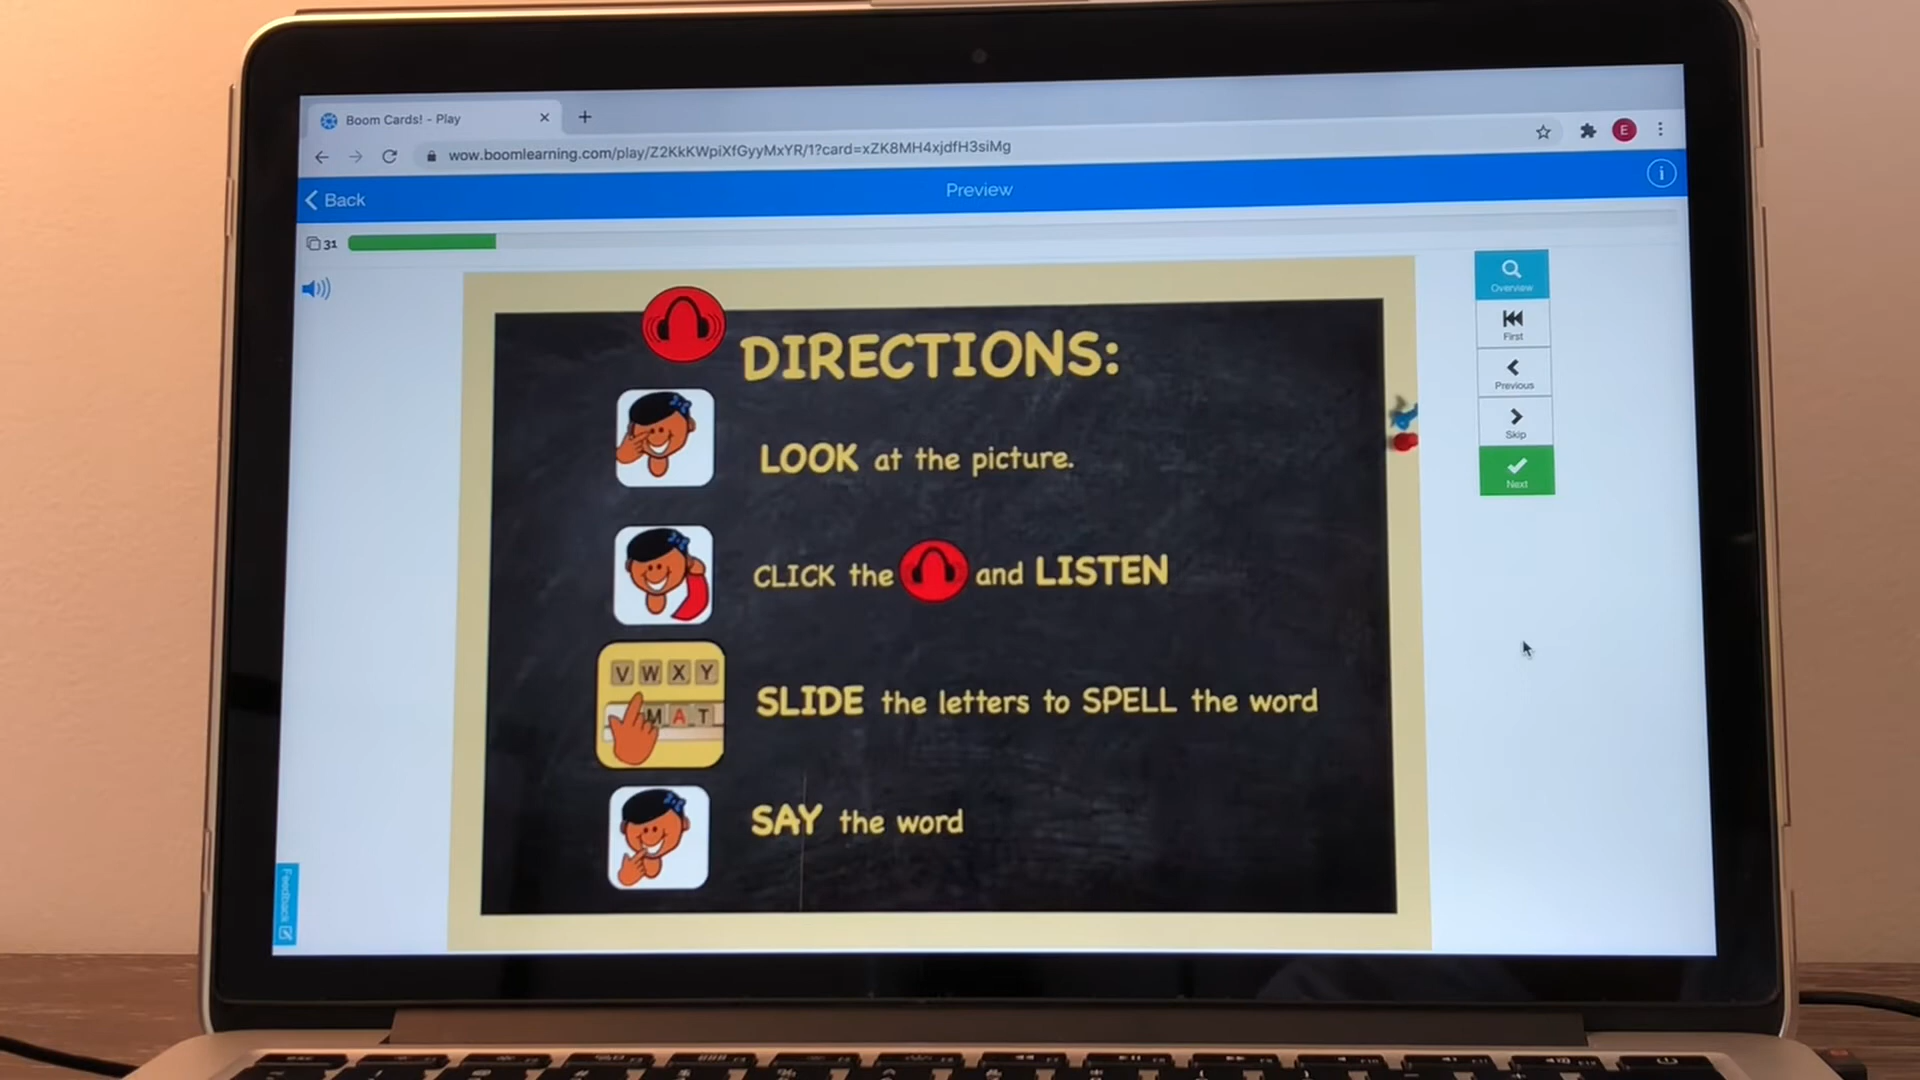 Boom Cards! - Play
wow.boomlearning.com/play/Z2KkKWpiXfGyyMxYR/1?card=xZK8MH4xjdfH3siMg
E
Back
Preview
i
31
DIRECTIONS:
LOOK at the picture.
CLICK the and LISTEN
V W X Y
M A T
SLIDE the letters to SPELL the word
SAY the word
Overview
First
Previous
Skip
Next
Feedback